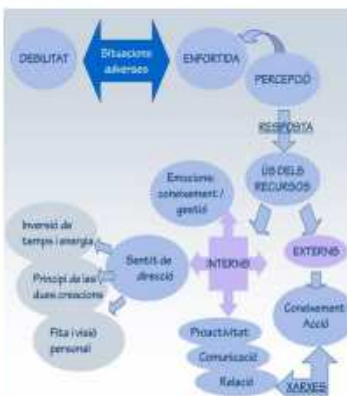 DEBILITAT
Situacions
adverses
ENFORTIDA
PERCEPCIÓ
RESPOSTA
ÚS DELS
RECURSOS
Emocions:
coneixement /
gestió
Inversió de
temps i energia
Sentit de
direcció
INTERNS
EXTERNS
Principi de les
dues creacions
Fita i visió
personal
Coneixement
Acció
Proactivitat
Comunicació
Relació
XARXES